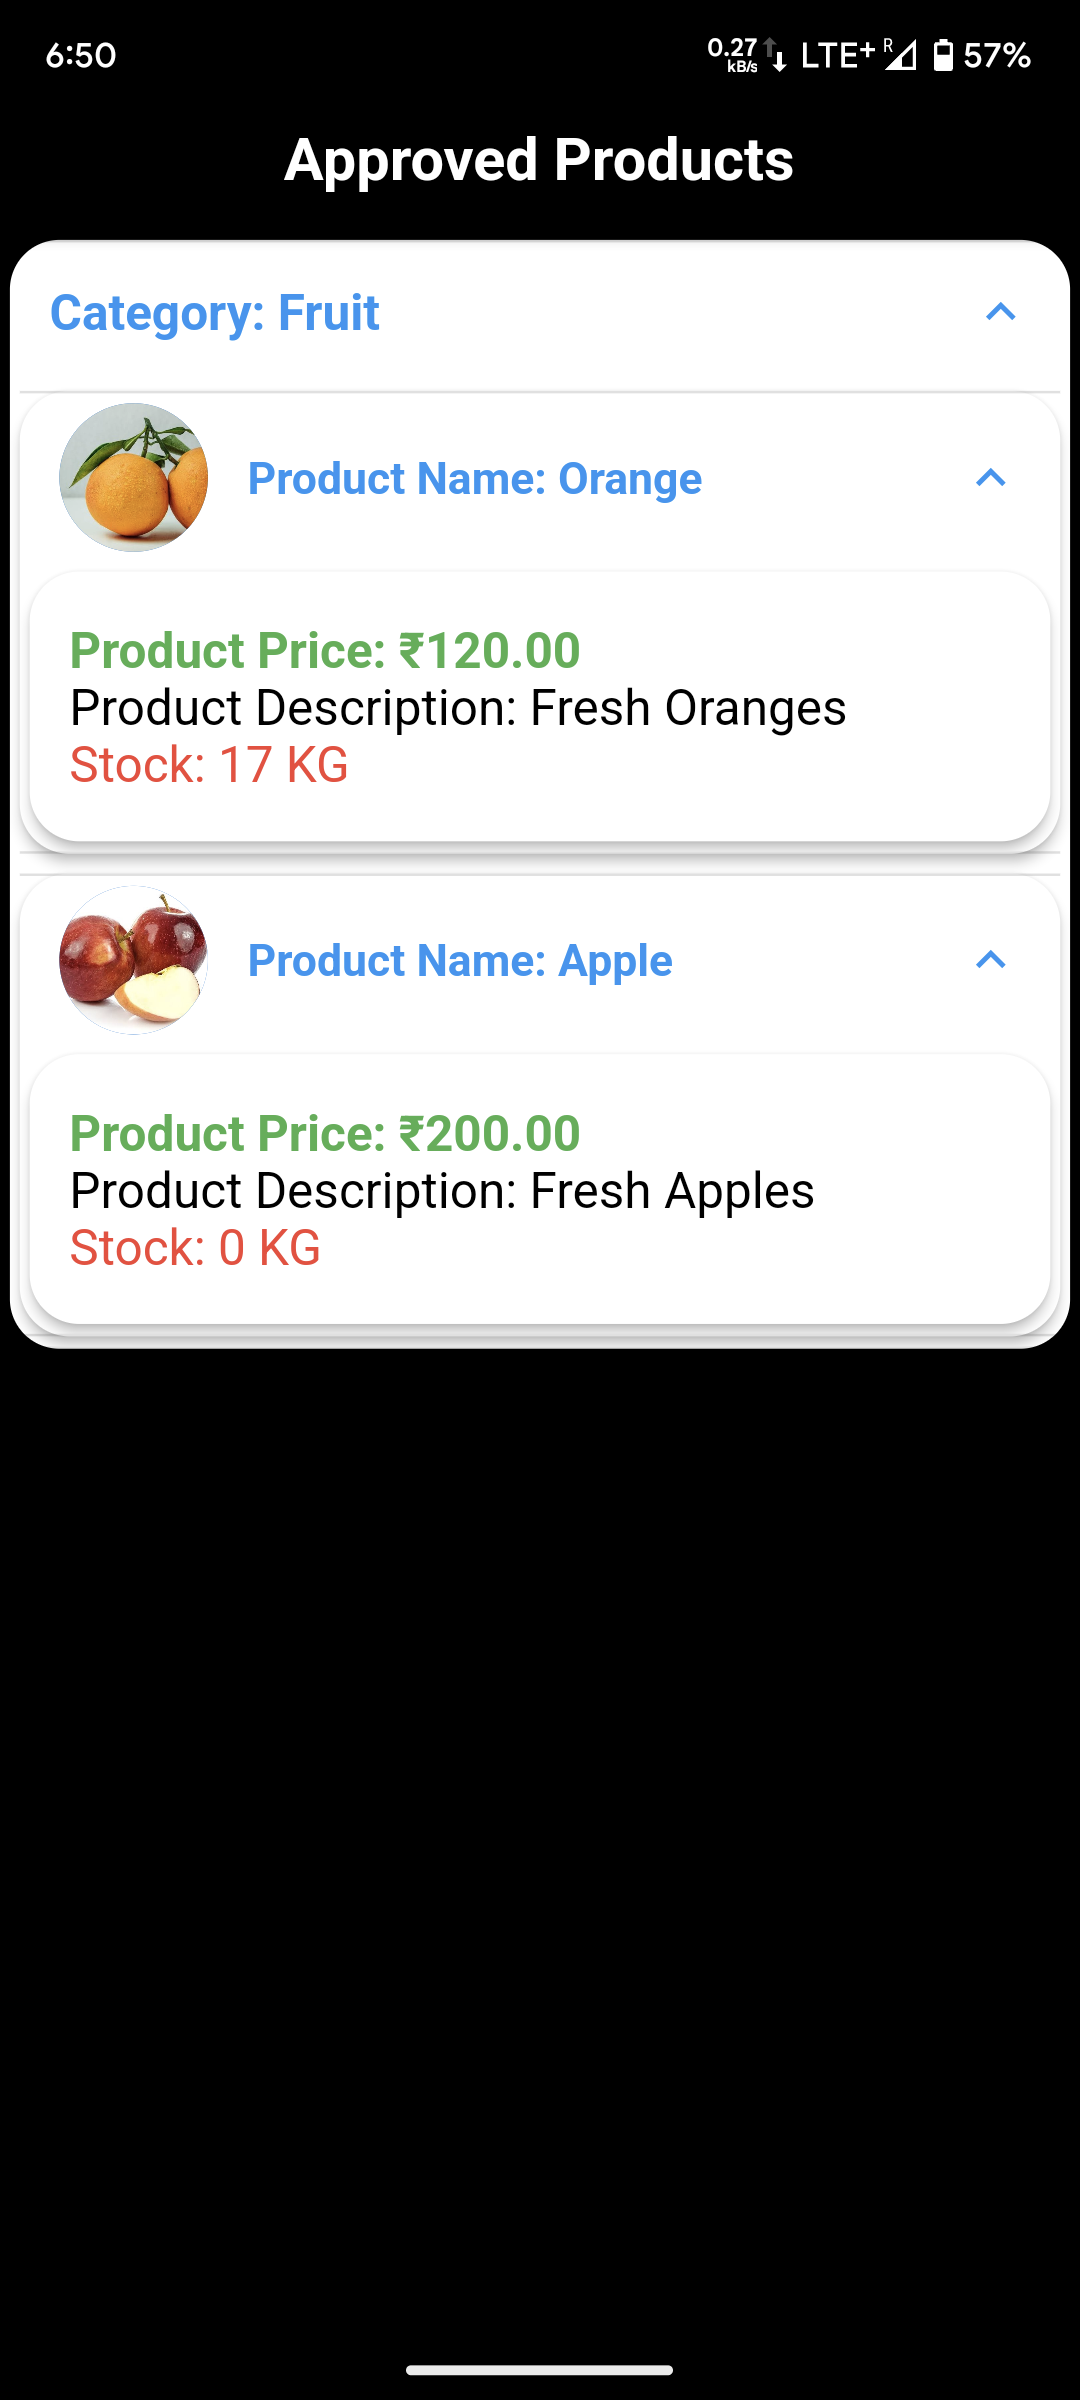 6:50
0.27 kB/s LTE+ R 57%
Approved Products
Category: Fruit
Product Name: Orange
Product Price: ₹120.00
Product Description: Fresh Oranges
Stock: 17 KG
Product Name: Apple
Product Price: ₹200.00
Product Description: Fresh Apples
Stock: 0 KG